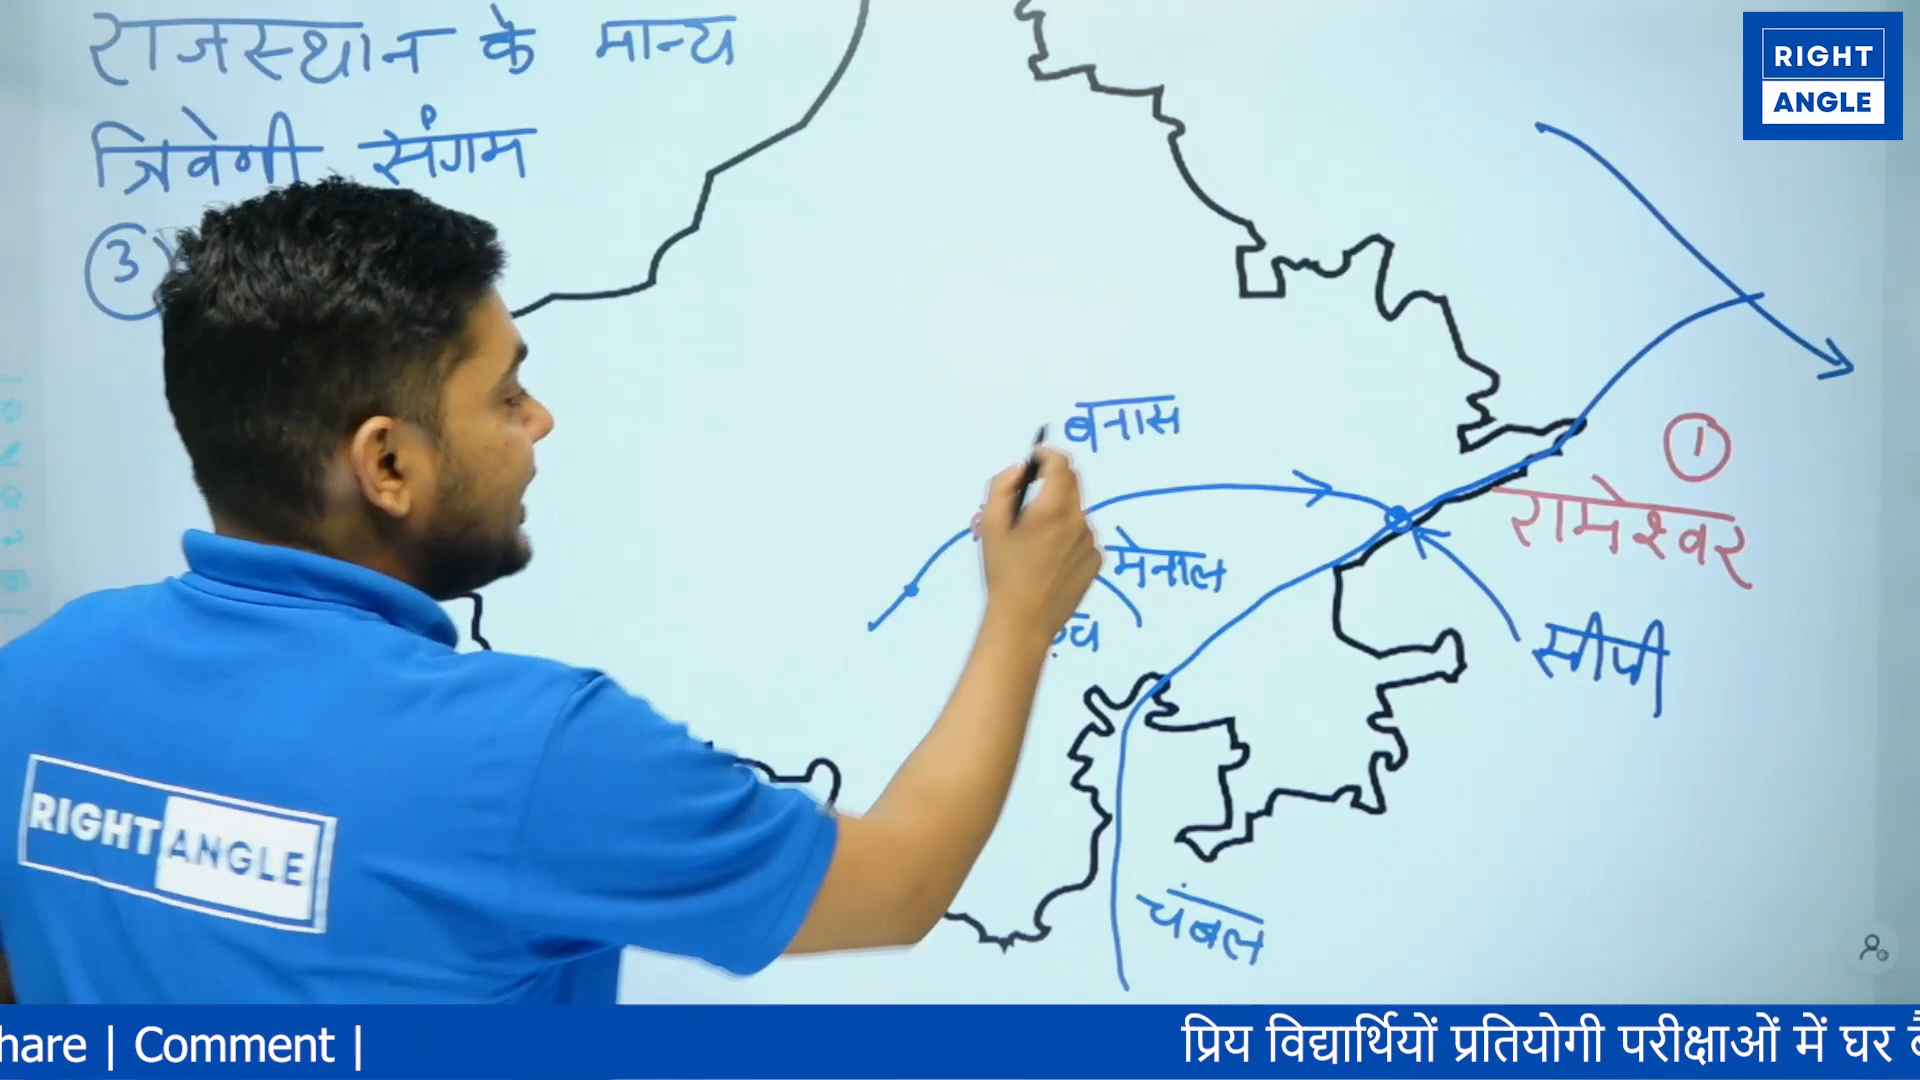 राजस्थान के मान्य
त्रिवेणी संगम
3
RIGHT
ANGLE
बनास
1
रामेश्वर
मेनाल
सीपी
चंबल
RIGHT ANGLE
hare | Comment |
प्रिय विद्यार्थियों प्रतियोगी परीक्षाओं में घर